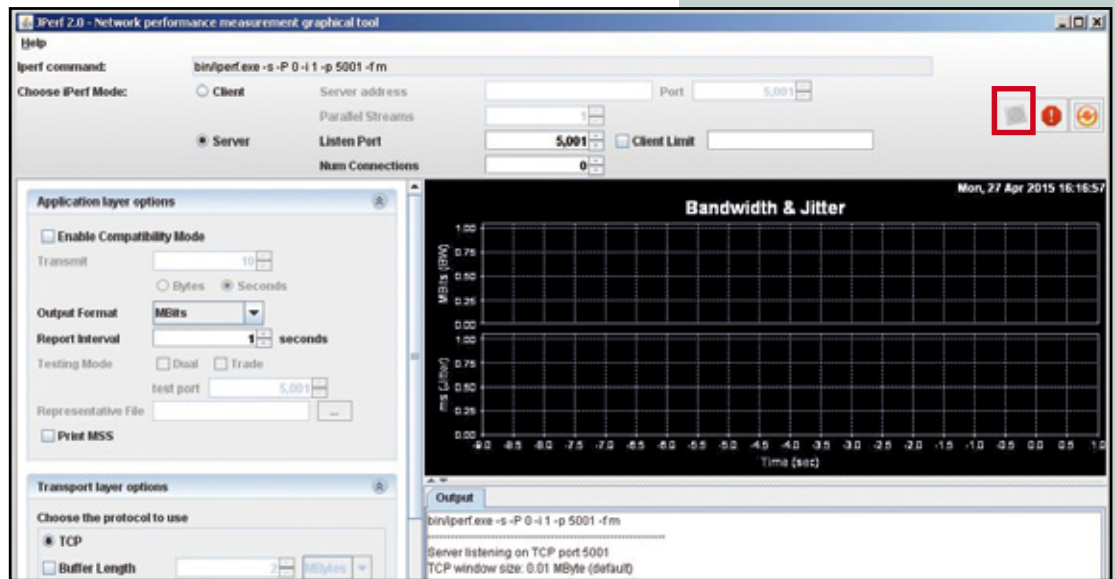 JPerf 2.0 - Network performance measurement graphical tool
Help
Iperf command: bin/iperf.exe -s -P 0 -i 1 -p 5001 -f m
Choose iPerf Mode: Client Server address Port 5,001
Parallel Streams 1
Server Listen Port 5,001 Client Limit
Num Connections 0
Application layer options
Enable Compatibility Mode
Transmit 10
Bytes Seconds
Output Format MBits
Report Interval 1 seconds
Testing Mode Dual Trade
test port 5,001
Representative File ...
Print MSS
Transport layer options
Choose the protocol to use
TCP
Buffer Length 2 MBytes
Mon, 27 Apr 2015 16:16:57
Bandwidth & Jitter
MBits (BW)
1.00
0.75
0.50
0.25
0.00
ms (Jitter)
1.00
0.75
0.50
0.25
0.00
-9.0 -8.5 -8.0 -7.5 -7.0 -6.5 -6.0 -5.5 -5.0 -4.5 -4.0 -3.5 -3.0 -2.5 -2.0 -1.5 -1.0 -0.5 0.0 0.5 1.0
Time (sec)
Output
bin/iperf.exe -s -P 0 -i 1 -p 5001 -f m
------------------------------------------------------------
Server listening on TCP port 5001
TCP window size: 0.01 MByte (default)